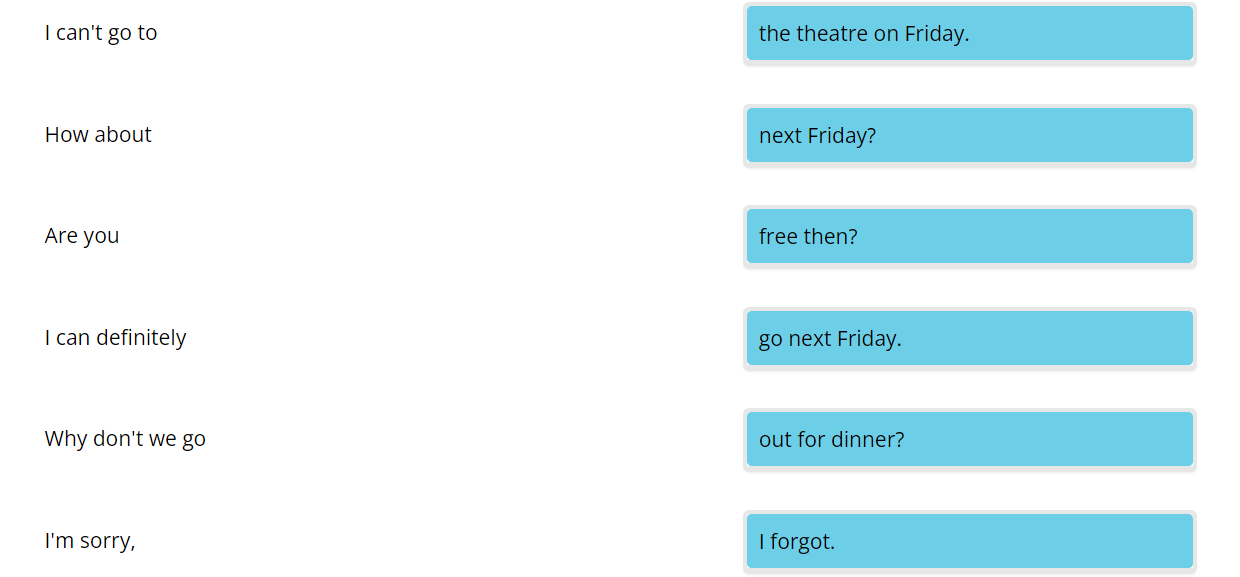 I can't go to the theatre on Friday.
How about next Friday?
Are you free then?
I can definitely go next Friday.
Why don't we go out for dinner?
I'm sorry, I forgot.